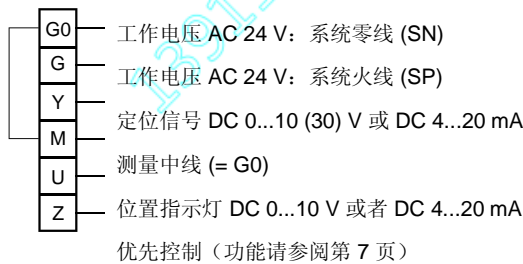 G0 工作电压 AC 24 V：系统零线 (SN)
G 工作电压 AC 24 V：系统火线 (SP)
Y 定位信号 DC 0...10 (30) V 或 DC 4...20 mA
M 测量中线 (= G0)
U 位置指示灯 DC 0...10 V 或者 DC 4...20 mA
Z 优先控制（功能请参阅第 7 页）
1391